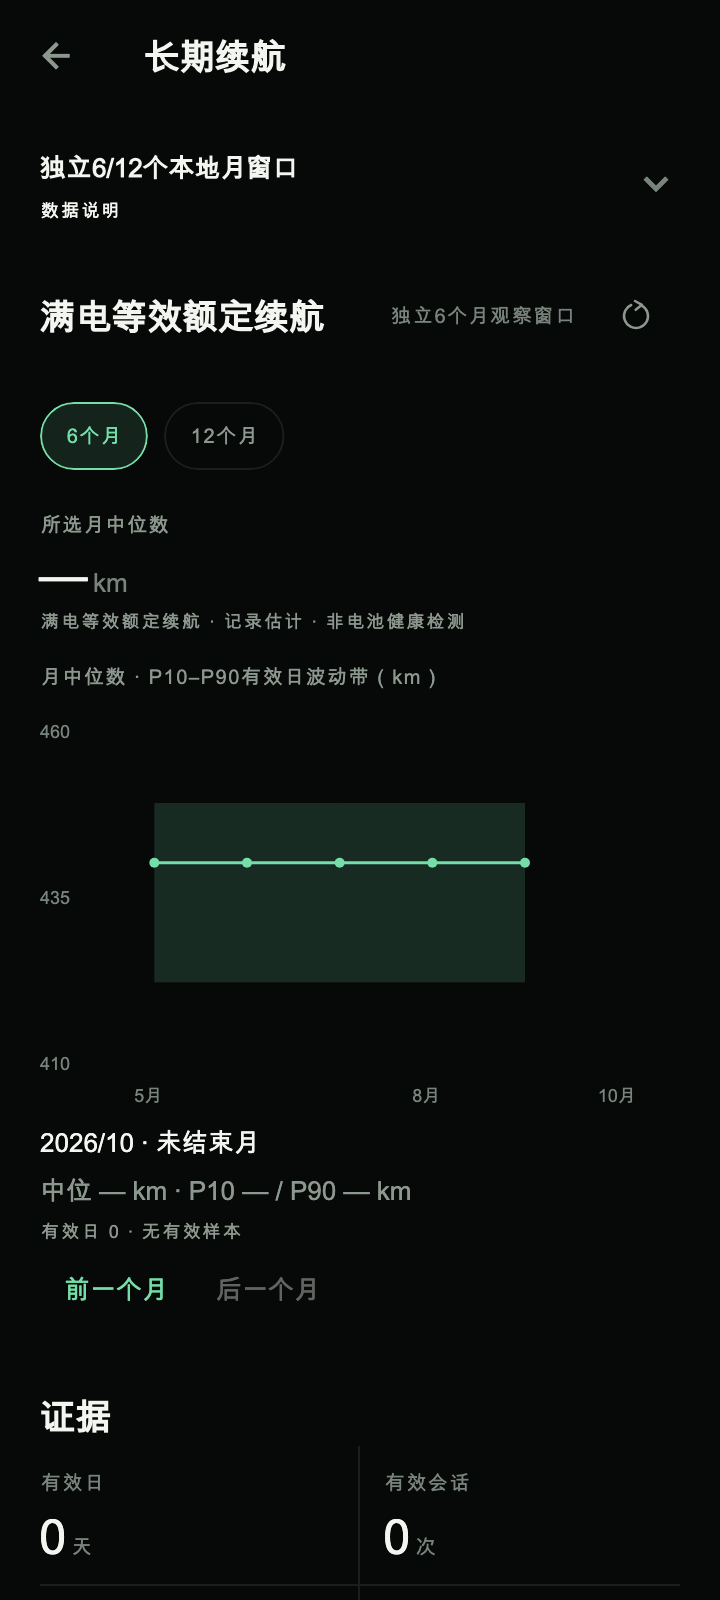 长期续航
独立6/12个本地月窗口
数据说明
满电等效额定续航
独立6个月观察窗口
6个月
12个月
所选月中位数
— km
满电等效额定续航 · 记录估计 · 非电池健康检测
月中位数 · P10–P90有效日波动带（km）
460
435
410
5月
8月
10月
2026/10 · 未结束月
中位 — km · P10 — / P90 — km
有效日 0 · 无有效样本
前一个月
后一个月
证据
有效日
有效会话
0 天
0 次